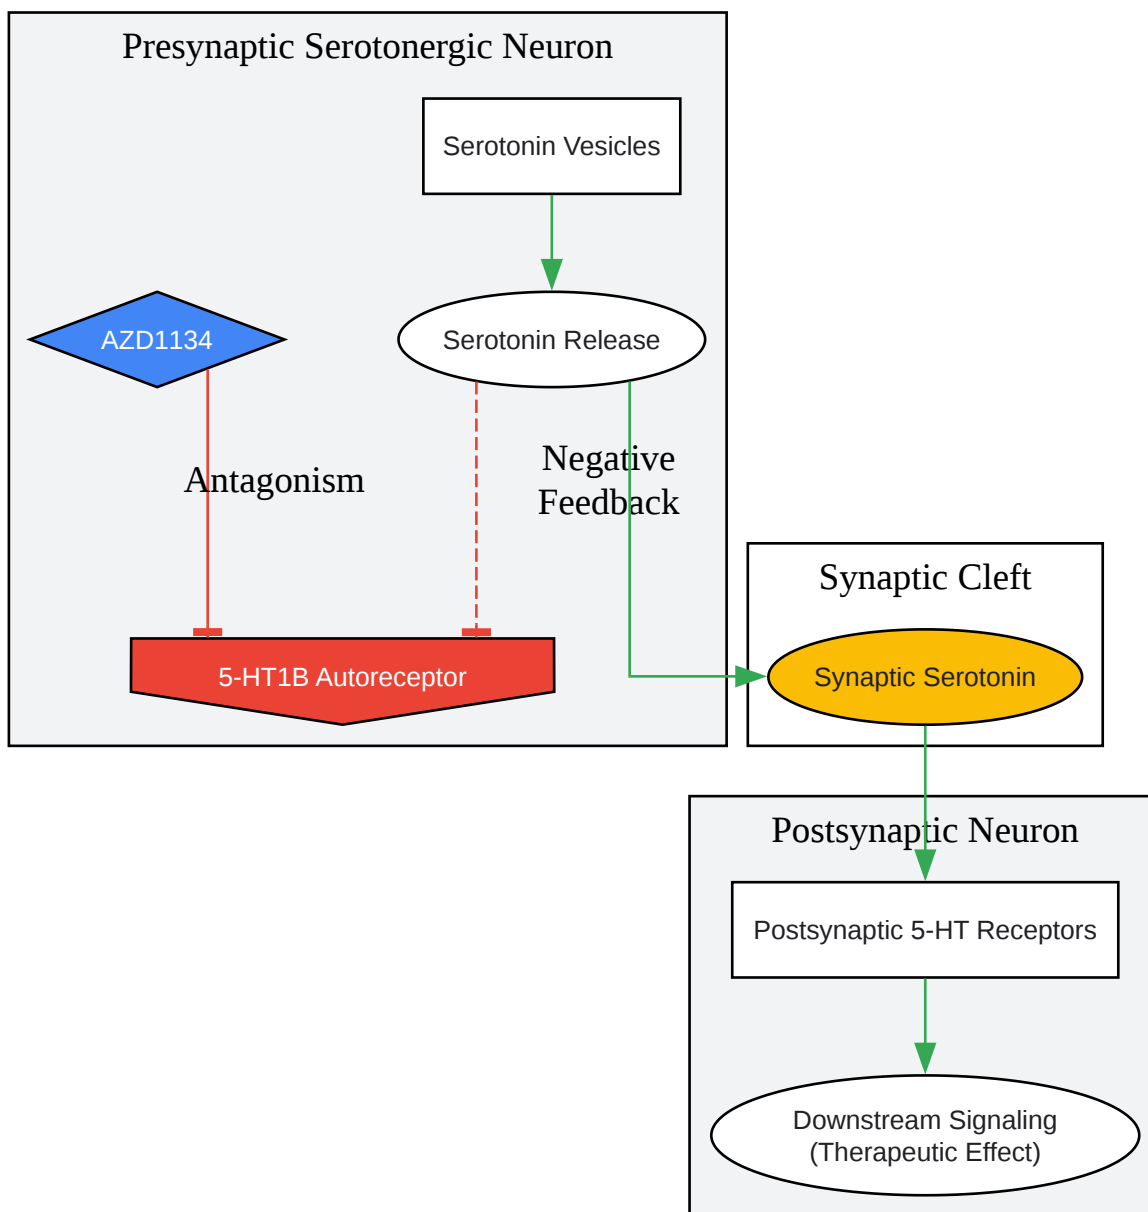 Presynaptic Serotonergic Neuron
Serotonin Vesicles
AZD1134
Serotonin Release
Antagonism
Negative
Feedback
5-HT1B Autoreceptor
Synaptic Cleft
Synaptic Serotonin
Postsynaptic Neuron
Postsynaptic 5-HT Receptors
Downstream Signaling
(Therapeutic Effect)